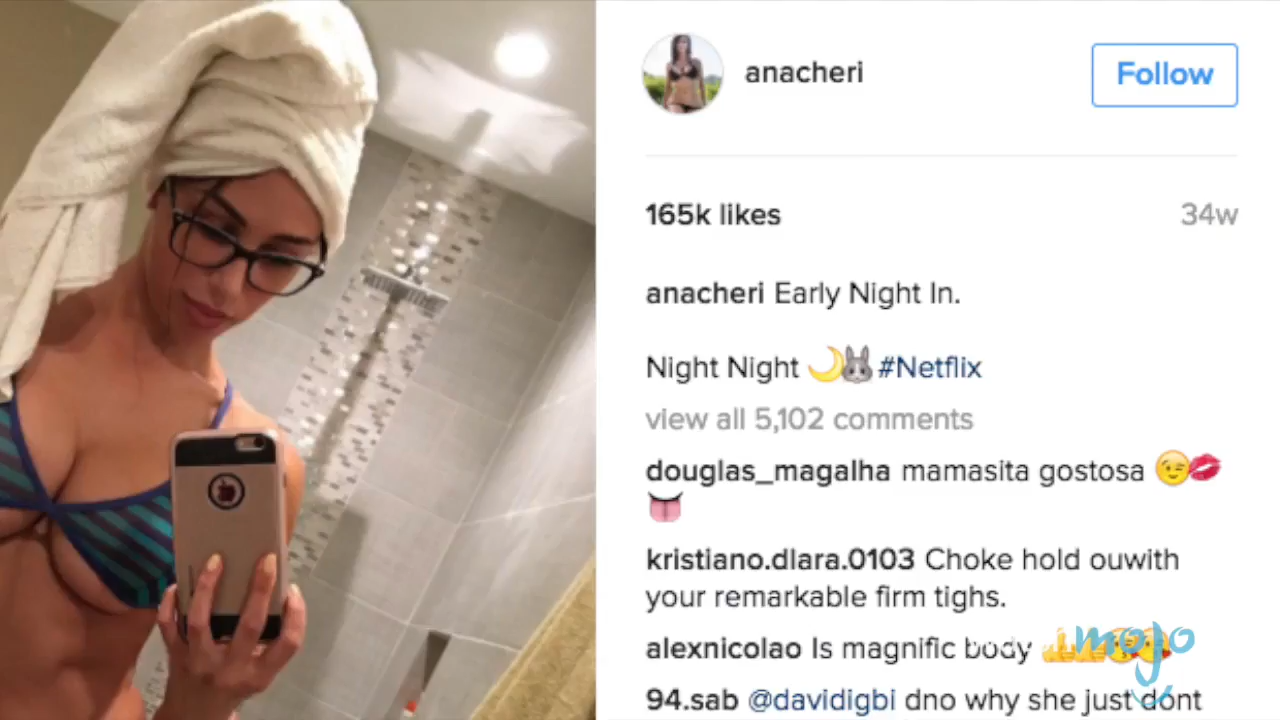 anacheri
Follow
165k likes
34w
anacheri Early Night In.
Night Night 🌙🐰 #Netflix
view all 5,102 comments
douglas_magalha mamasita gostosa 😉💋
👅
kristiano.dlara.0103 Choke hold ouwith
your remarkable firm tighs.
alexnicolao Is magnific body
mojo
94.sab @davidigbi dno why she just dont